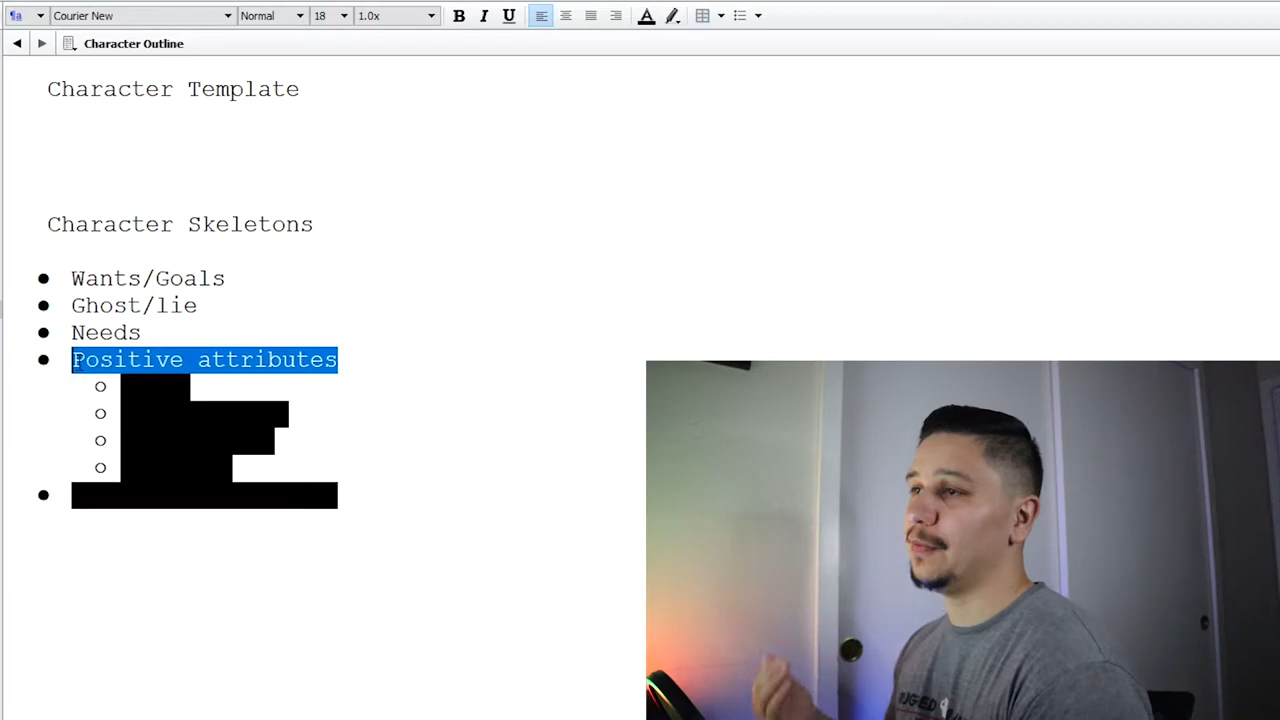 Courier New Normal 18 1.0x B I U A
Character Outline
Character Template
Character Skeletons
Wants/Goals
Ghost/lie
Needs
Positive attributes
RUGGED